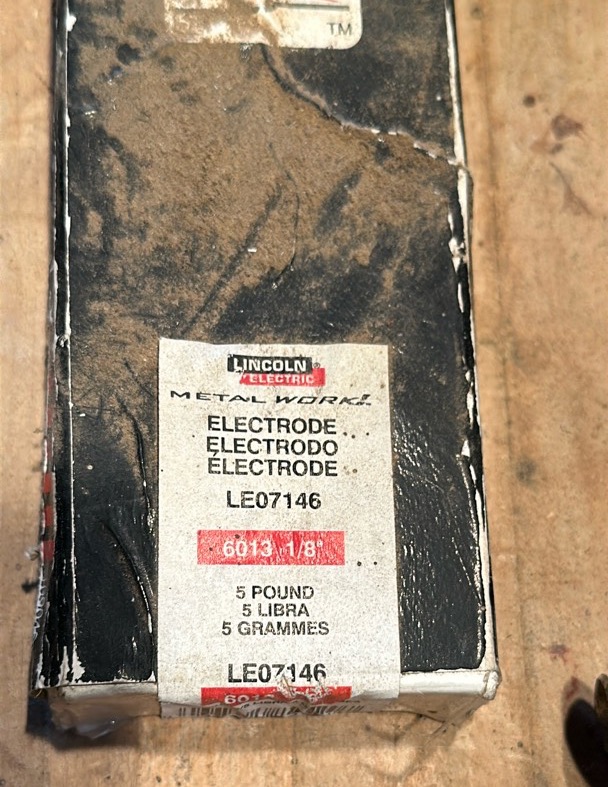 TM
LINCOLN®
ELECTRIC
METAL WORK!
ELECTRODE
ELECTRODO
ÉLECTRODE
LE07146
6013 1/8"
5 POUND
5 LIBRA
5 GRAMMES
LE07146